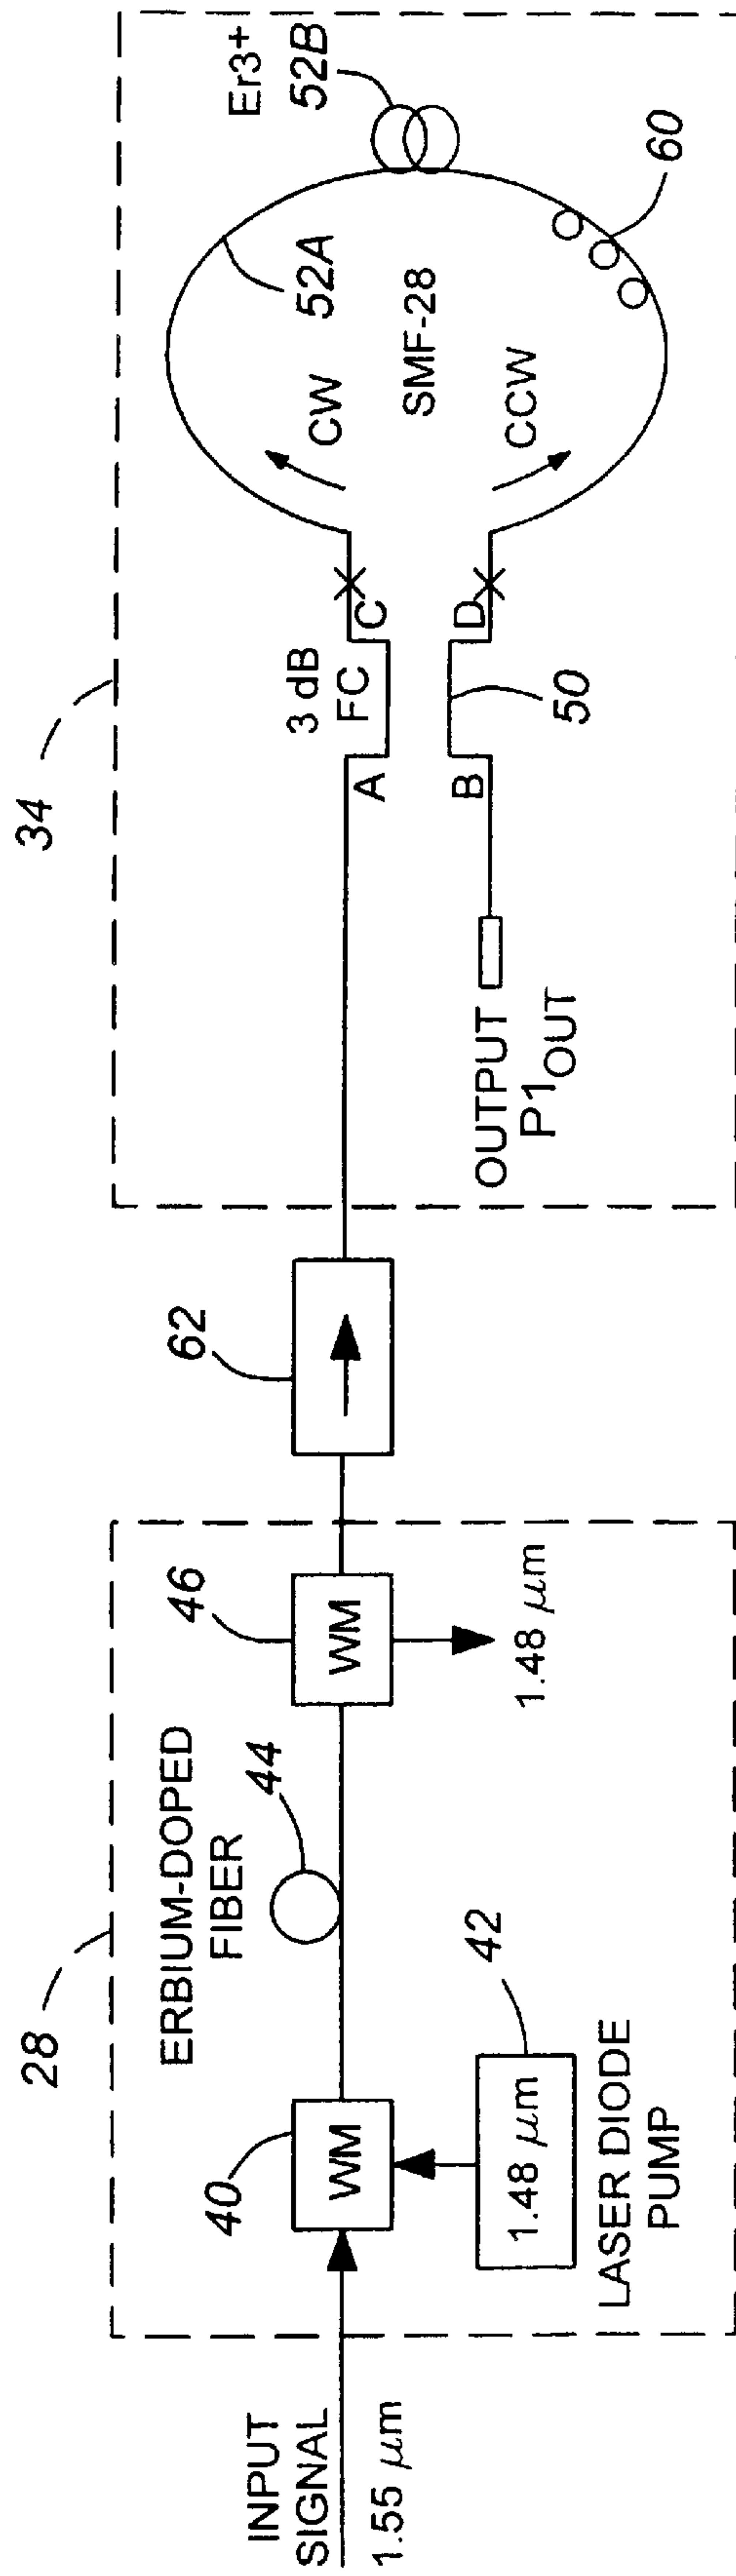 INPUT
SIGNAL
1.55 μm
28
40
WM
1.48 μm
42
LASER DIODE
PUMP
ERBIUM-DOPED
FIBER
44
46
WM
1.48 μm
62
34
OUTPUT
P1OUT
A
B
3 dB
FC
C
D
50
CW
CCW
SMF-28
52A
Er3+
52B
60